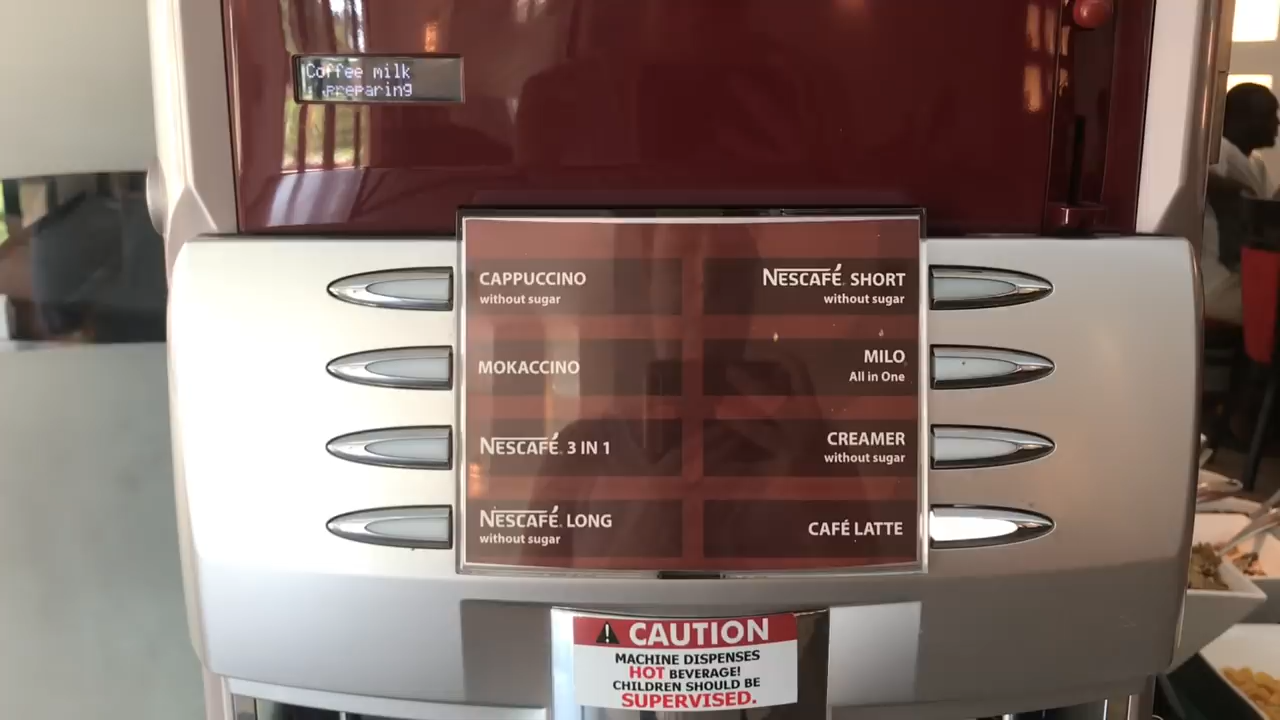 Coffee milk
preparing
CAPPUCCINO
without sugar
MOKACCINO
NESCAFÉ. 3 IN 1
NESCAFÉ. LONG
without sugar
NESCAFÉ. SHORT
without sugar
MILO
All in One
CREAMER
without sugar
CAFÉ LATTE
CAUTION
MACHINE DISPENSES
HOT BEVERAGE!
CHILDREN SHOULD BE
SUPERVISED.